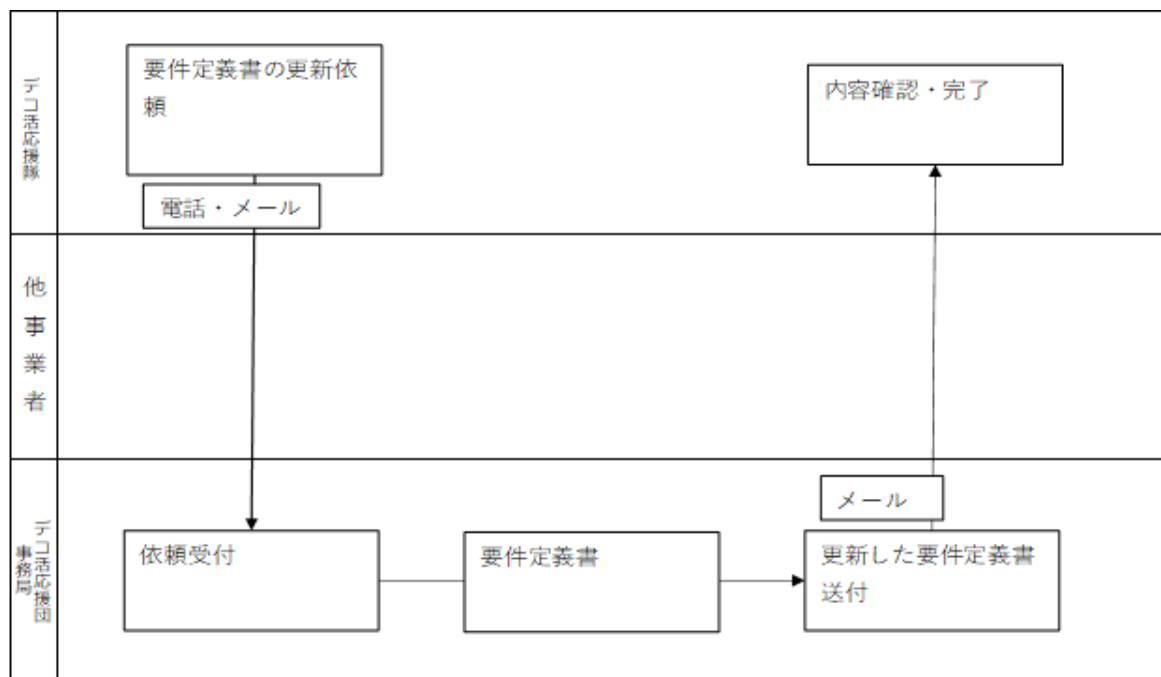 デコ活応援隊
要件定義書の更新依
頼
電話・メール
内容確認・完了
他事業者
デコ活応援団
事務局
依頼受付
要件定義書
メール
更新した要件定義書
送付